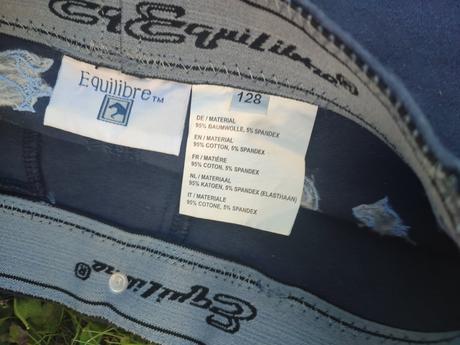 Equilibre
Equilibre®
Equilibre™
128
DE / MATERIAL
95% BAUMWOLLE, 5% SPANDEX
EN / MATERIAL
95% COTTON, 5% SPANDEX
FR / MATIÈRE
95% COTON, 5% SPANDEX
NL / MATERIAAL
95% KATOEN, 5% SPANDEX (ELASTHAAN)
IT / MATERIALE
95% COTONE, 5% SPANDEX
Equilibre®